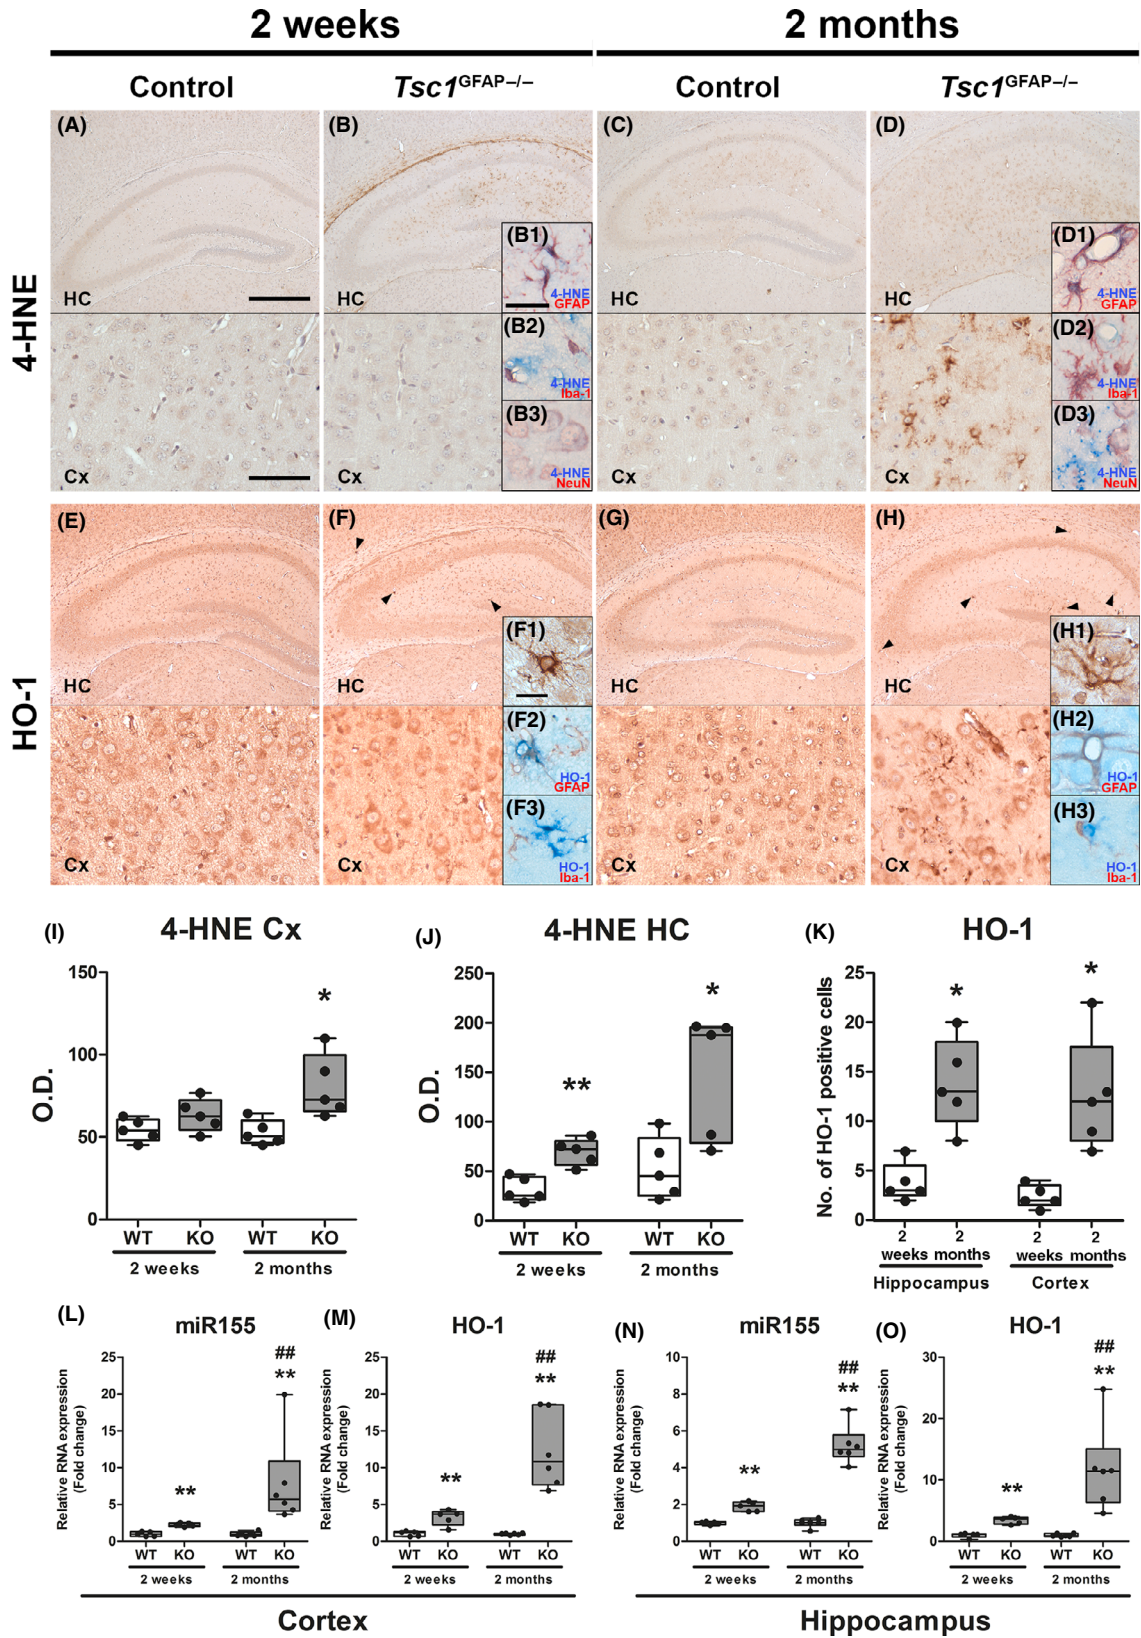 2 weeks 2 months
Control Tsc1GFAP−/− Control Tsc1GFAP−/−
4-HNE
(A) (B) (C) (D)
(B1) (D1)
HC HC 4-HNE HC HC 4-HNE
GFAP GFAP
(B2) (D2)
4-HNE 4-HNE
Iba-1 Iba-1
(B3) (D3)
Cx Cx 4-HNE Cx Cx 4-HNE
NeuN NeuN
HO-1
(E) (F) (G) (H)
(F1) (H1)
HC HC HC HC
(F2) (H2)
HO-1 HO-1
GFAP GFAP
(F3) (H3)
Cx Cx HO-1 Cx Cx HO-1
Iba-1 Iba-1
(I) 4-HNE Cx
O.D.
150
100
50
0
*
WT KO WT KO
2 weeks 2 months
(J) 4-HNE HC
O.D.
250
200
150
100
50
0
** *
WT KO WT KO
2 weeks 2 months
(K) HO-1
No. of HO-1 positive cells
25
20
15
10
5
0
* *
2 2 2 2
weeks months weeks months
Hippocampus Cortex
(L) miR155
Relative RNA expression
(Fold change)
25
20
15
10
5
0
##
** **
WT KO WT KO
2 weeks 2 months
(M) HO-1
Relative RNA expression
(Fold change)
25
20
15
10
5
0
##
** **
WT KO WT KO
2 weeks 2 months
Cortex
(N) miR155
Relative RNA expression
(Fold change)
10
8
6
4
2
0
##
** **
WT KO WT KO
2 weeks 2 months
(O) HO-1
Relative RNA expression
(Fold change)
30
20
10
0
##
** **
WT KO WT KO
2 weeks 2 months
Hippocampus